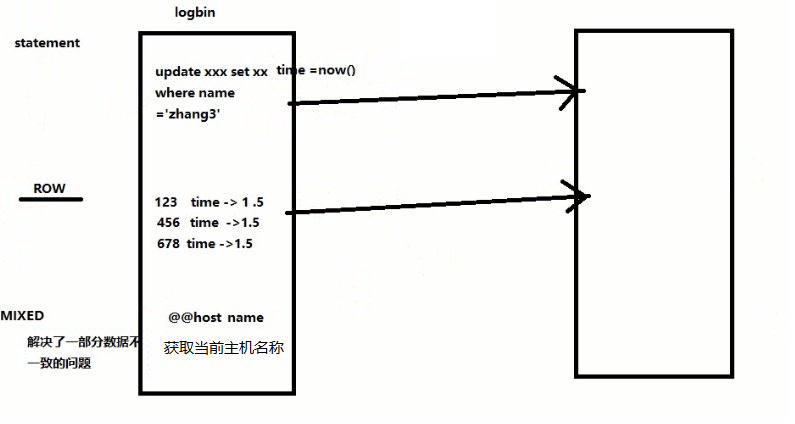 logbin
statement
update xxx set xx time =now()
where name
='zhang3'
ROW
123 time -> 1 .5
456 time ->1.5
678 time ->1.5
MIXED
@@host name
解决了一部分数据不
一致的问题
获取当前主机名称